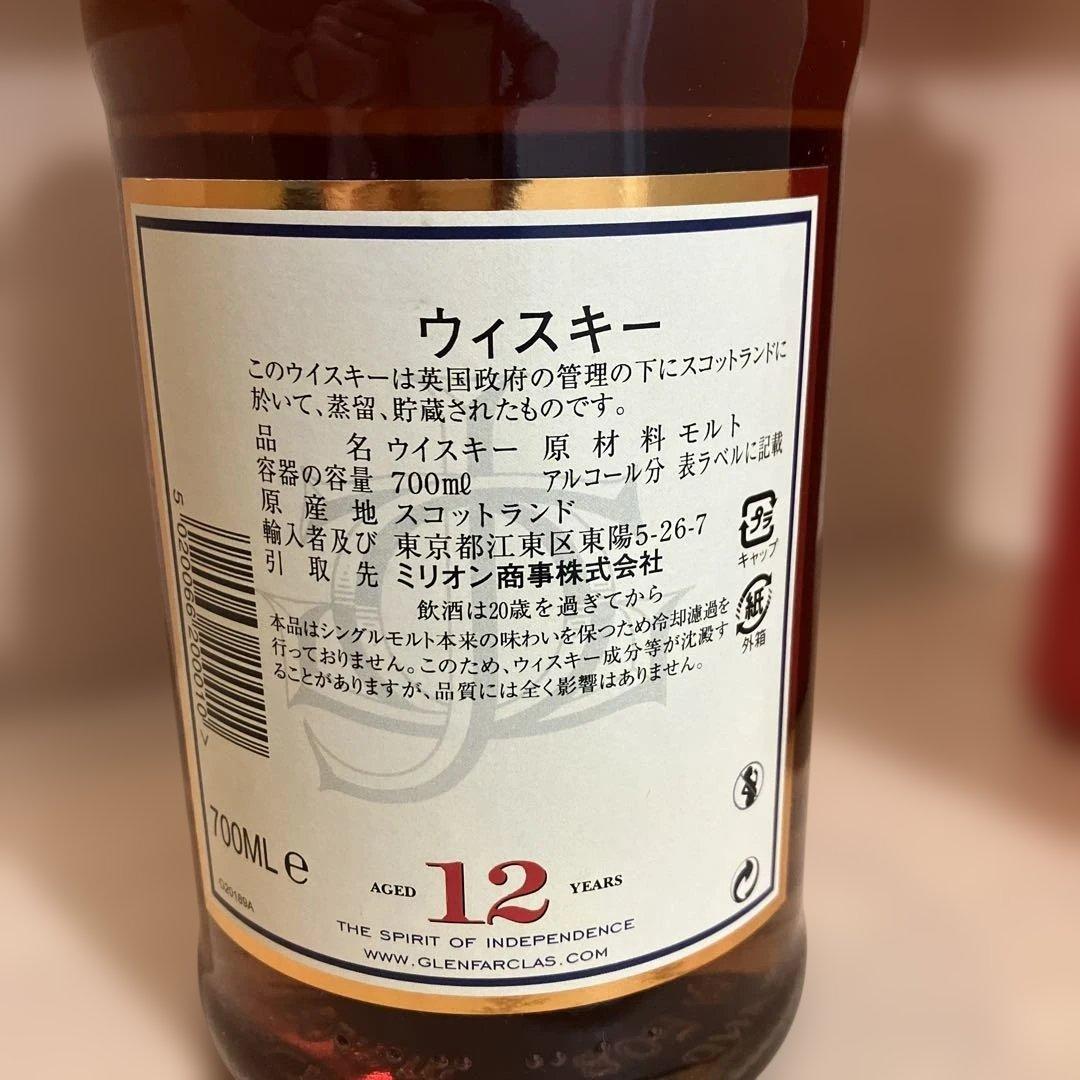 ウィスキー
このウイスキーは英国政府の管理の下にスコットランドに
於いて、蒸留、貯蔵されたものです。
品名 ウイスキー 原材料 モルト
容器の容量 700mℓ アルコール分 表ラベルに記載
原産地 スコットランド
輸入者及び 東京都江東区東陽5-26-7
引取先 ミリオン商事株式会社
飲酒は20歳を過ぎてから
本品はシングルモルト本来の味わいを保つため冷却濾過を
行っておりません。このため、ウィスキー成分等が沈澱す
ることがありますが、品質には全く影響はありません。
プラ
キャップ
紙
外箱
5 020066 200010 >
700ML e
G20189A
AGED 12 YEARS
THE SPIRIT OF INDEPENDENCE
WWW.GLENFARCLAS.COM